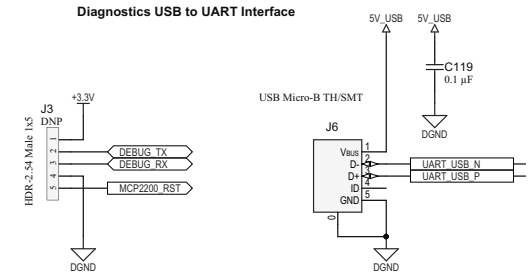 Diagnostics USB to UART Interface
5V_USB
5V_USB
C119
0.1 µF
DGND
+3.3V
J3
DNP
HDR-2.54 Male 1x5
1
2
3
4
5
DEBUG_TX
DEBUG_RX
MCP2200_RST
DGND
USB Micro-B TH/SMT
J6
VBUS
D-
D+
ID
GND
1
2
3
4
5
0
UART_USB_N
UART_USB_P
DGND